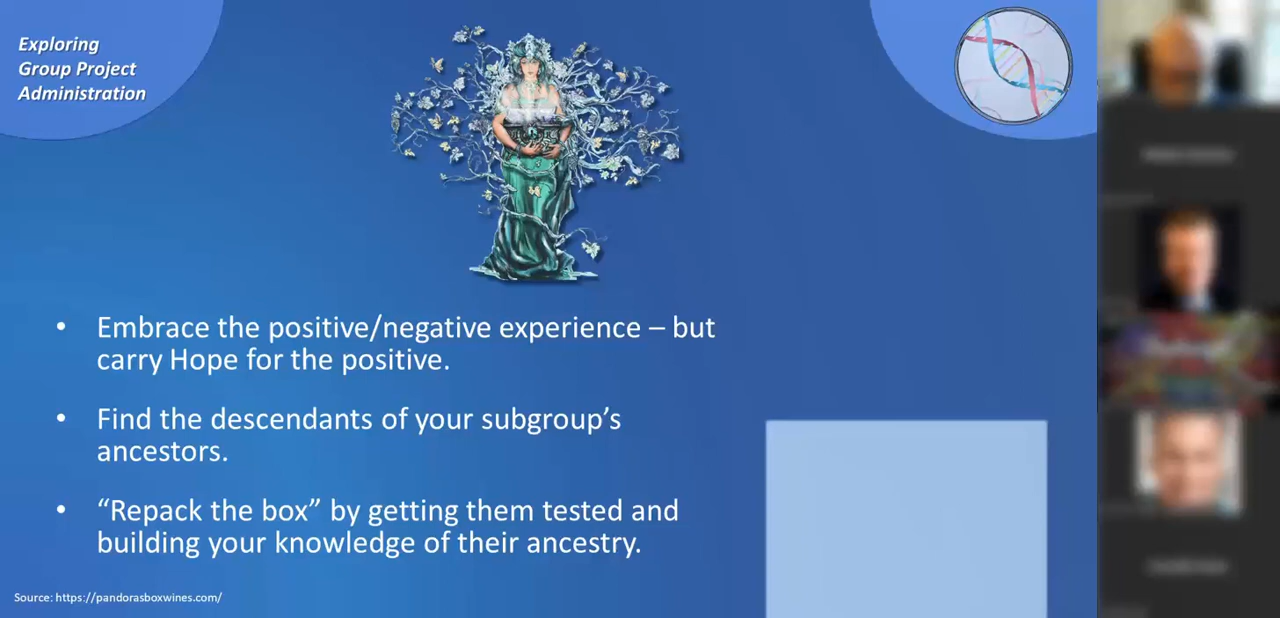 Exploring
Group Project
Administration
• Embrace the positive/negative experience – but
carry Hope for the positive.
• Find the descendants of your subgroup’s
ancestors.
• “Repack the box” by getting them tested and
building your knowledge of their ancestry.
Source: https://pandorasboxwines.com/